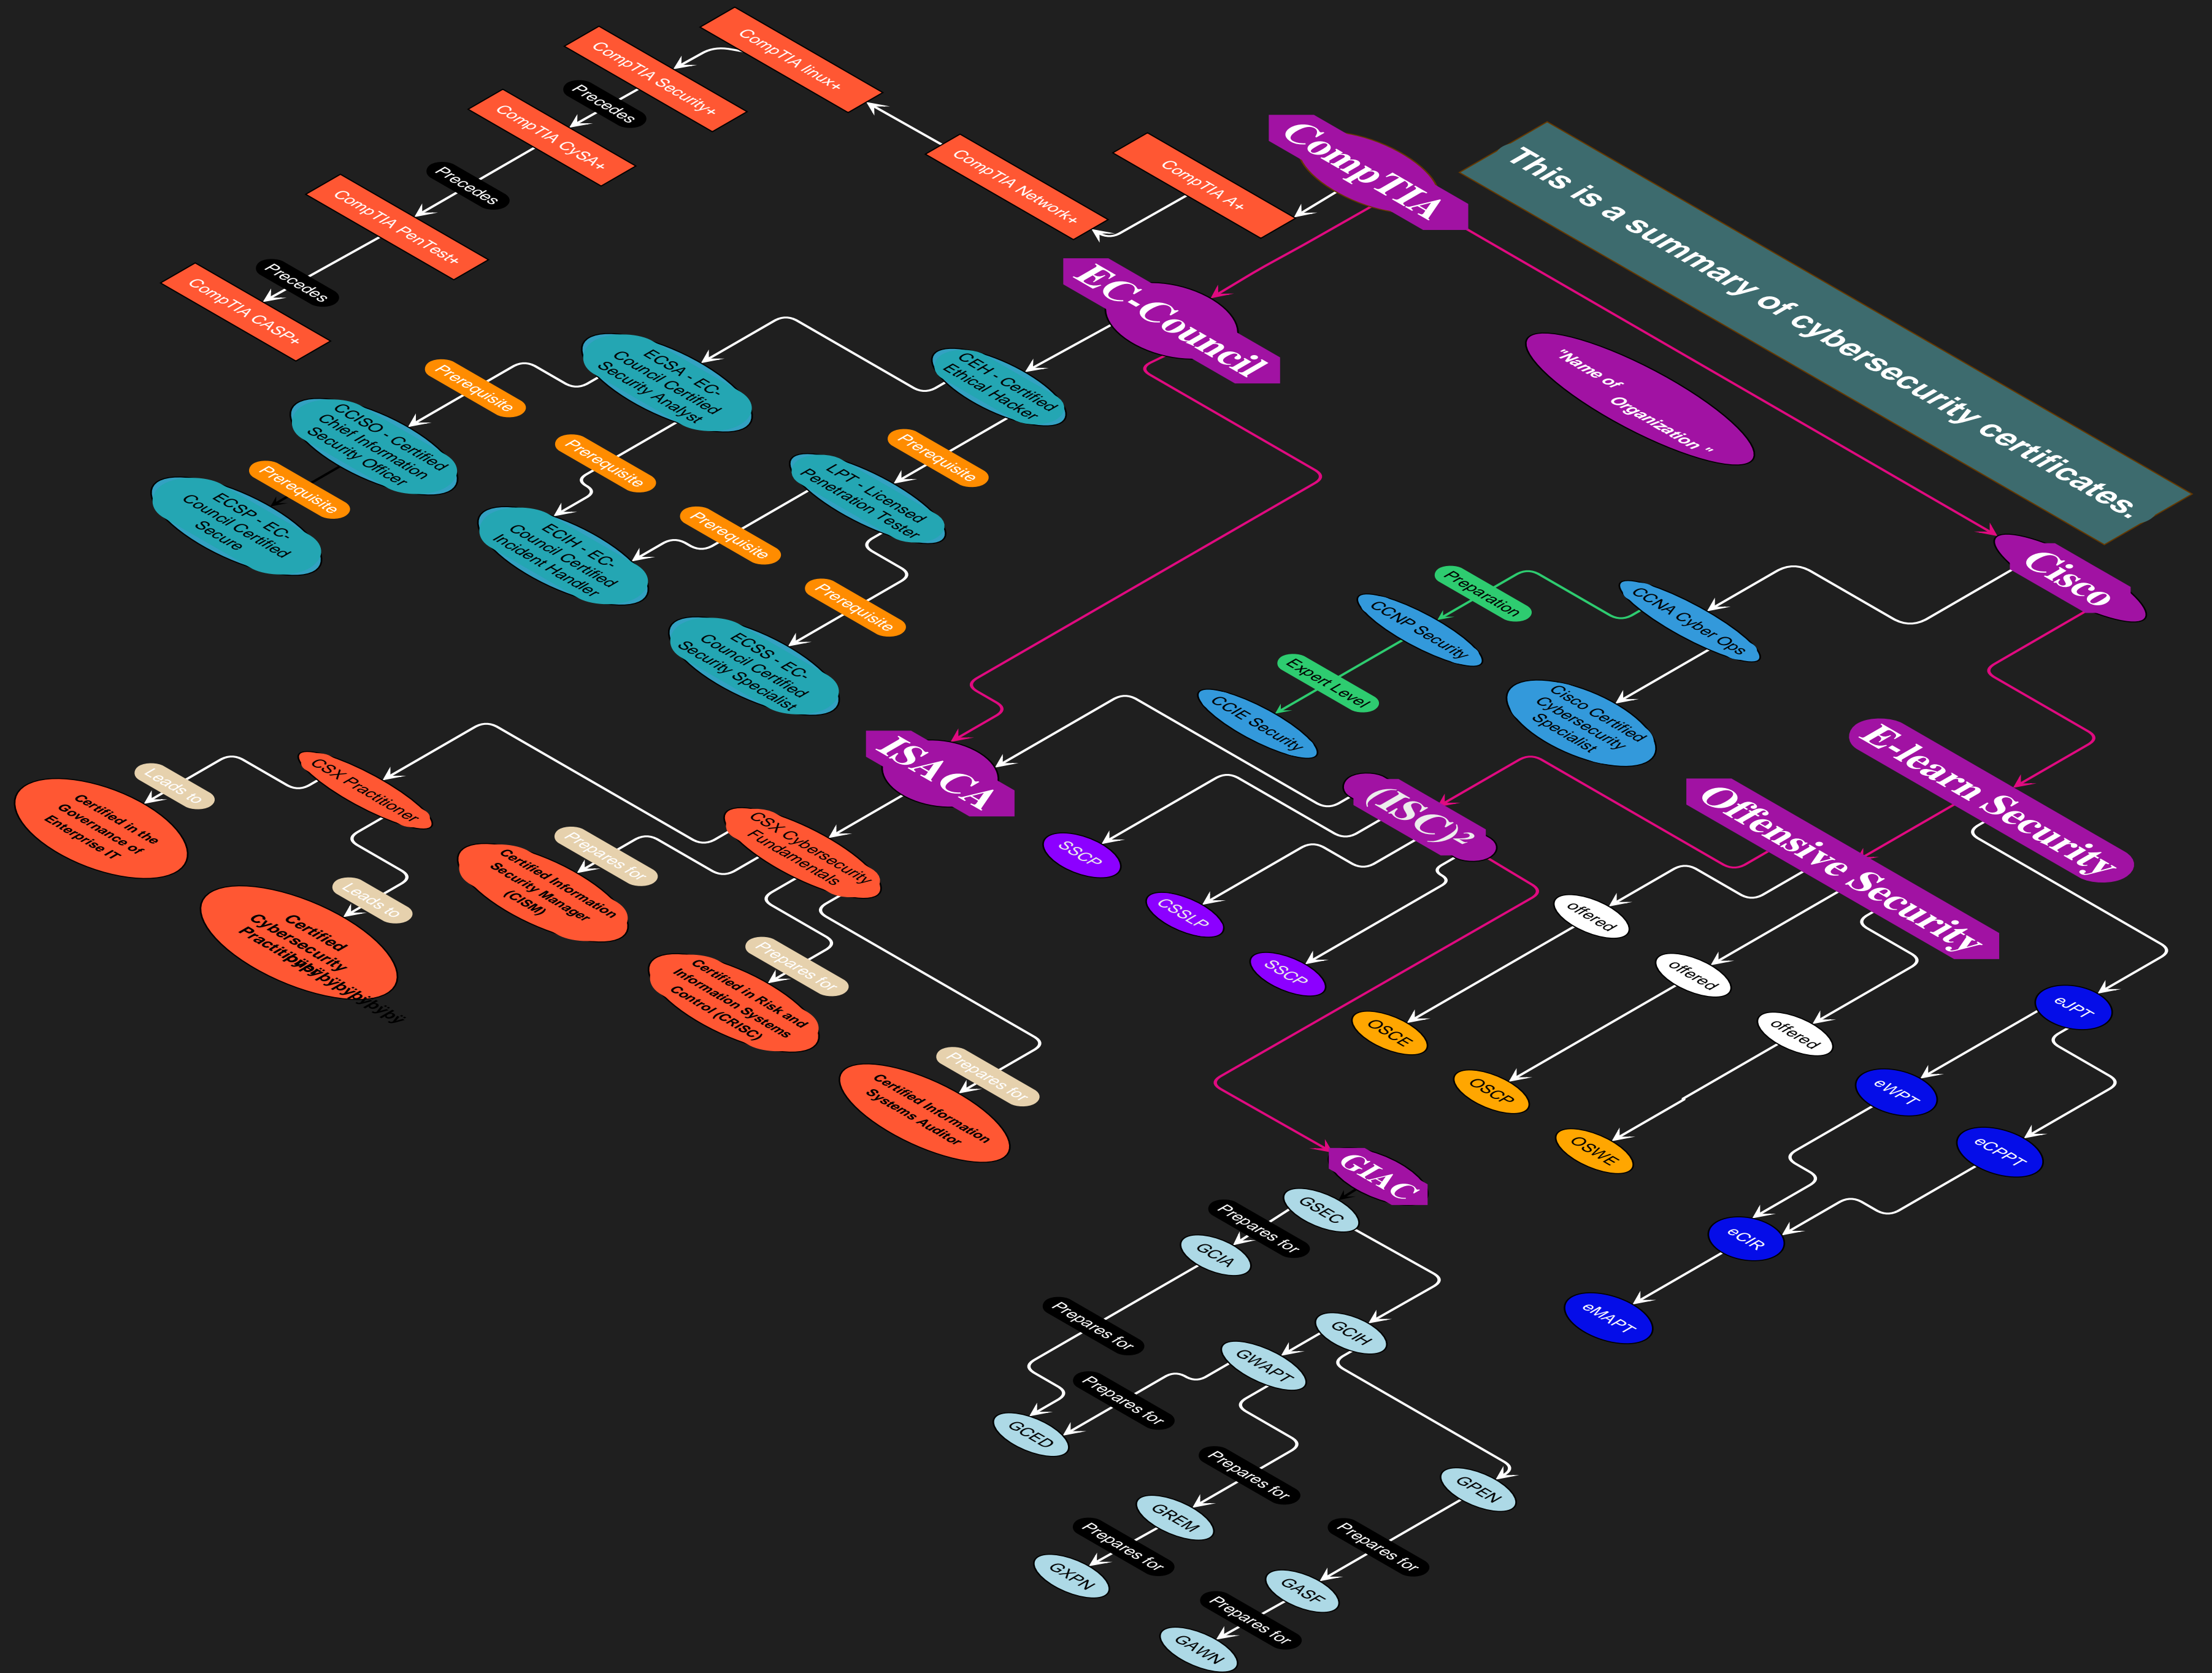 This is a summary of cybersecurity certificates.
"Name of
Organization "
CompTIA
CompTIA A+
CompTIA Network+
CompTIA linux+
CompTIA Security+
Precedes
CompTIA CySA+
Precedes
CompTIA PenTest+
Precedes
CompTIA CASP+
EC-Council
CEH - Certified
Ethical Hacker
ECSA - EC-
Council Certified
Security Analyst
Prerequisite
CCISO - Certified
Chief Information
Security Officer
Prerequisite
ECSP - EC-
Council Certified
Secure
Prerequisite
ECIH - EC-
Council Certified
Incident Handler
Prerequisite
LPT - Licensed
Penetration Tester
Prerequisite
Prerequisite
ECSS - EC-
Council Certified
Security Specialist
Cisco
CCNA Cyber Ops
Preparation
CCNP Security
Expert Level
CCIE Security
Cisco Certified
Cybersecurity
Specialist
ISACA
CSX Cybersecurity
Fundamentals
CSX Practitioner
Leads to
Certified in the
Governance of
Enterprise IT
Leads to
Certified
Cybersecurity
Prepares for
Certified Information
Security Manager
(CISM)
Prepares for
Certified in Risk and
Information Systems
Control (CRISC)
Prepares for
Certified Information
Systems Auditor
(ISC)²
SSCP
CSSLP
SSCP
Offensive Security
offered
offered
offered
OSCE
OSCP
OSWE
E-learn Security
eJPT
eWPT
eCPPT
eCIR
eMAPT
GIAC
GSEC
Prepares for
GCIA
Prepares for
GCIH
GWAPT
Prepares for
GCED
Prepares for
GREM
Prepares for
GXPN
GPEN
Prepares for
GASF
Prepares for
GAWN